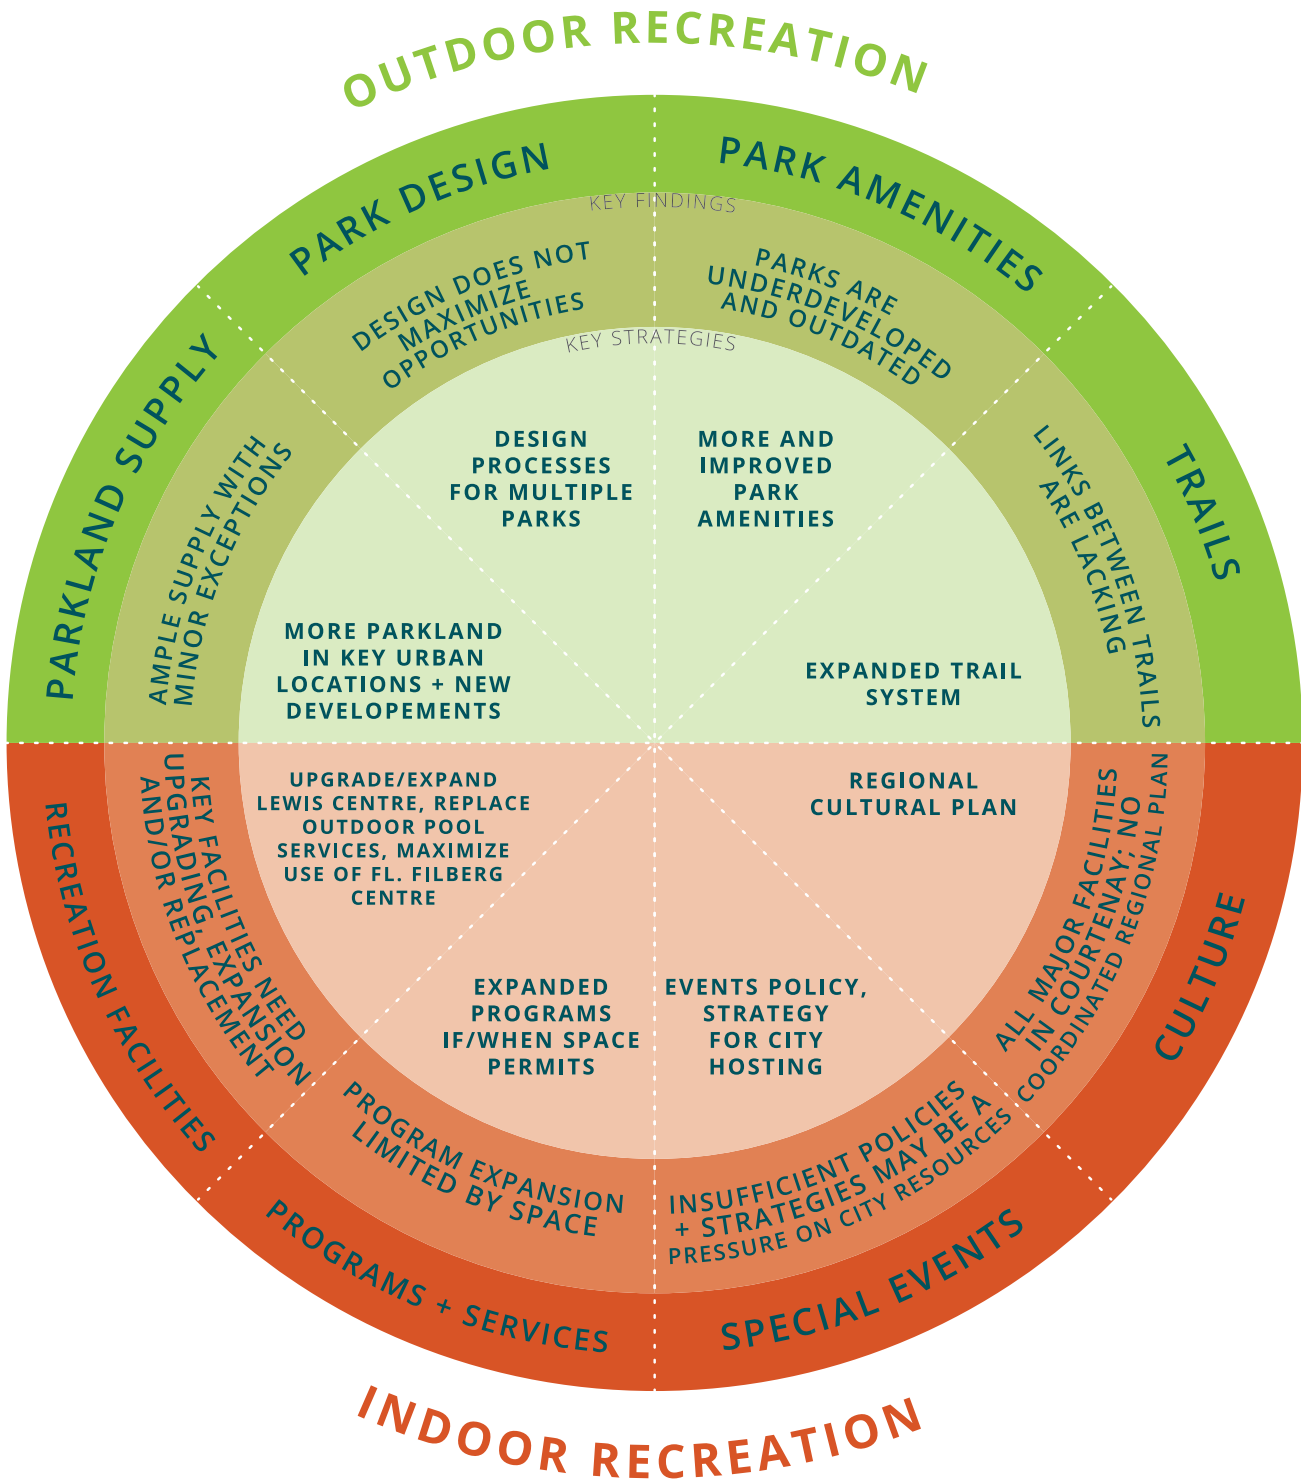 OUTDOOR RECREATION
PARK DESIGN
PARK AMENITIES
PARKLAND SUPPLY
TRAILS
KEY FINDINGS
DESIGN DOES NOT
MAXIMIZE
OPPORTUNITIES
PARKS ARE
UNDERDEVELOPED
AND OUTDATED
AMPLE SUPPLY WITH
MINOR EXCEPTIONS
LINKS BETWEEN TRAILS
ARE LACKING
KEY STRATEGIES
DESIGN
PROCESSES
FOR MULTIPLE
PARKS
MORE AND
IMPROVED
PARK
AMENITIES
MORE PARKLAND
IN KEY URBAN
LOCATIONS + NEW
DEVELOPEMENTS
EXPANDED TRAIL
SYSTEM
UPGRADE/EXPAND
LEWIS CENTRE, REPLACE
OUTDOOR POOL
SERVICES, MAXIMIZE
USE OF FL. FILBERG
CENTRE
REGIONAL
CULTURAL PLAN
EXPANDED
PROGRAMS
IF/WHEN SPACE
PERMITS
EVENTS POLICY,
STRATEGY
FOR CITY
HOSTING
KEY FACILITIES NEED
UPGRADING, EXPANSION
AND/OR REPLACEMENT
ALL MAJOR FACILITIES
IN COURTENAY; NO
COORDINATED REGIONAL PLAN
PROGRAM EXPANSION
LIMITED BY SPACE
INSUFFICIENT POLICIES
+ STRATEGIES MAY BE A
PRESSURE ON CITY RESOURCES
RECREATION FACILITIES
CULTURE
PROGRAMS + SERVICES
SPECIAL EVENTS
INDOOR RECREATION